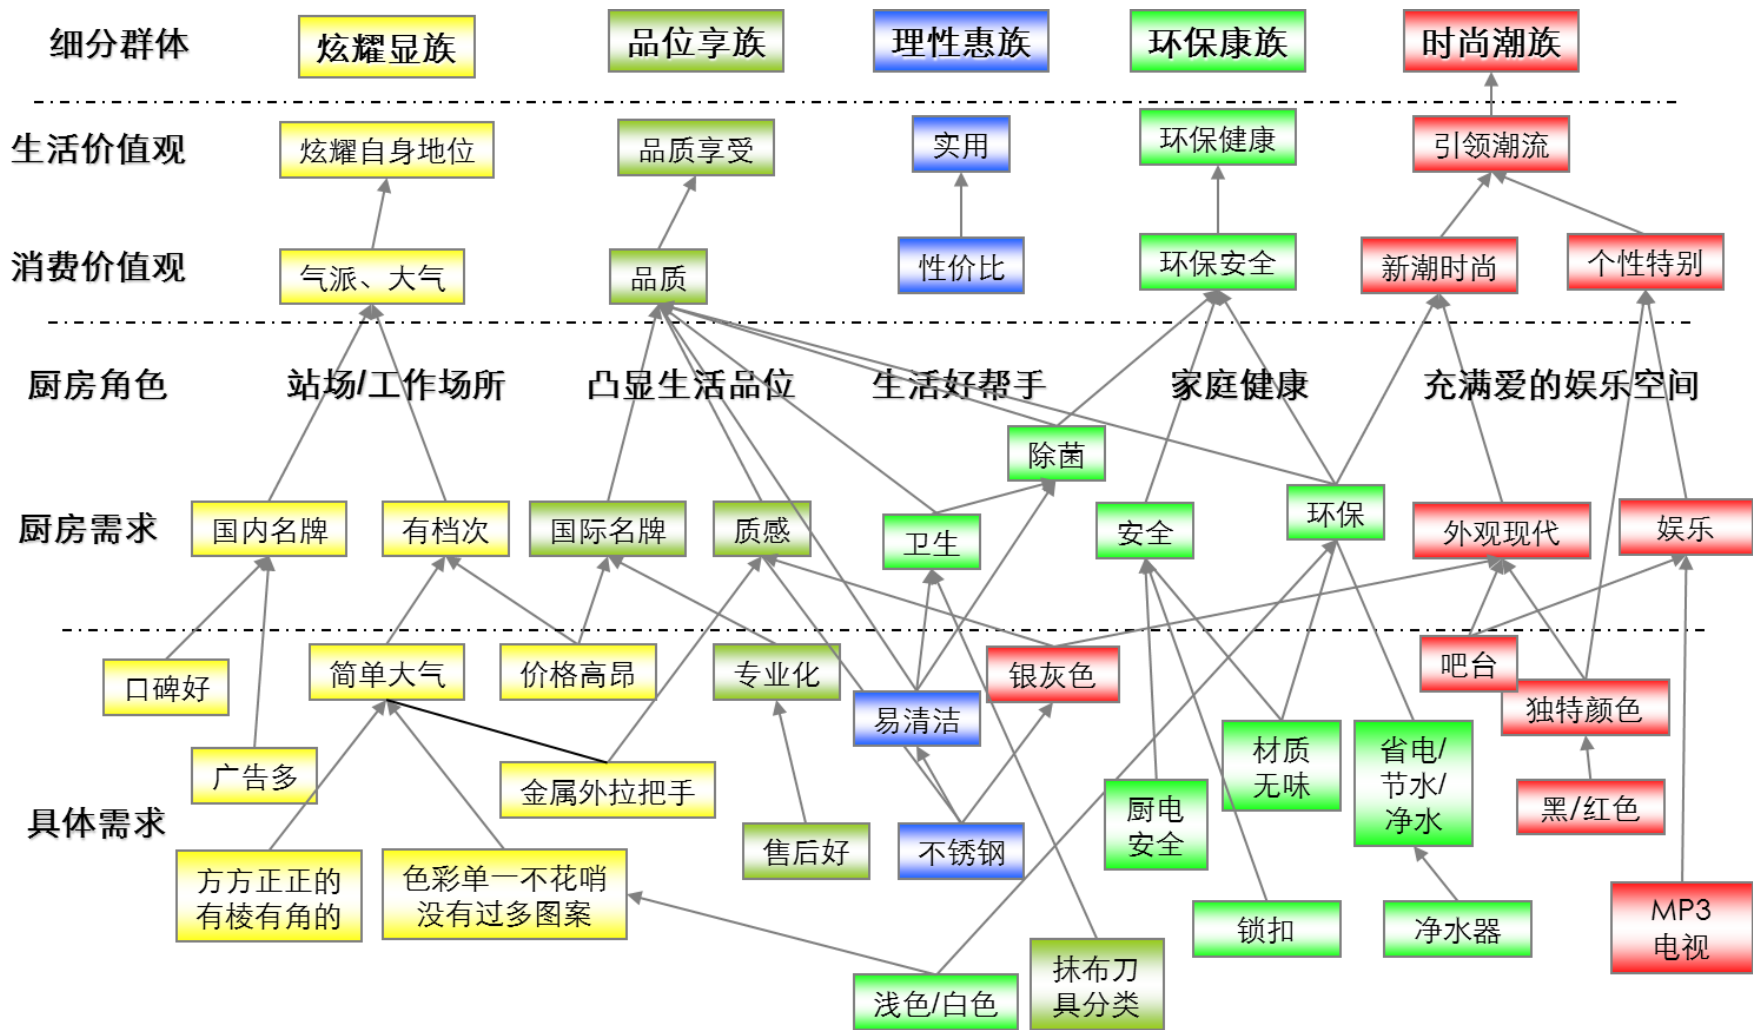 细分群体
炫耀显族
品位享族
理性惠族
环保康族
时尚潮族
生活价值观
炫耀自身地位
品质享受
实用
环保健康
引领潮流
消费价值观
气派、大气
品质
性价比
环保安全
新潮时尚
个性特别
厨房角色
站场/工作场所
凸显生活品位
生活好帮手
家庭健康
充满爱的娱乐空间
除菌
厨房需求
国内名牌
有档次
国际名牌
质感
卫生
安全
环保
外观现代
娱乐
口碑好
简单大气
价格高昂
专业化
易清洁
银灰色
吧台
独特颜色
广告多
金属外拉把手
材质
无味
省电/
节水/
净水
黑/红色
具体需求
售后好
不锈钢
厨电
安全
方方正正的
有棱有角的
色彩单一不花哨
没有过多图案
锁扣
净水器
MP3
电视
浅色/白色
抹布刀
具分类